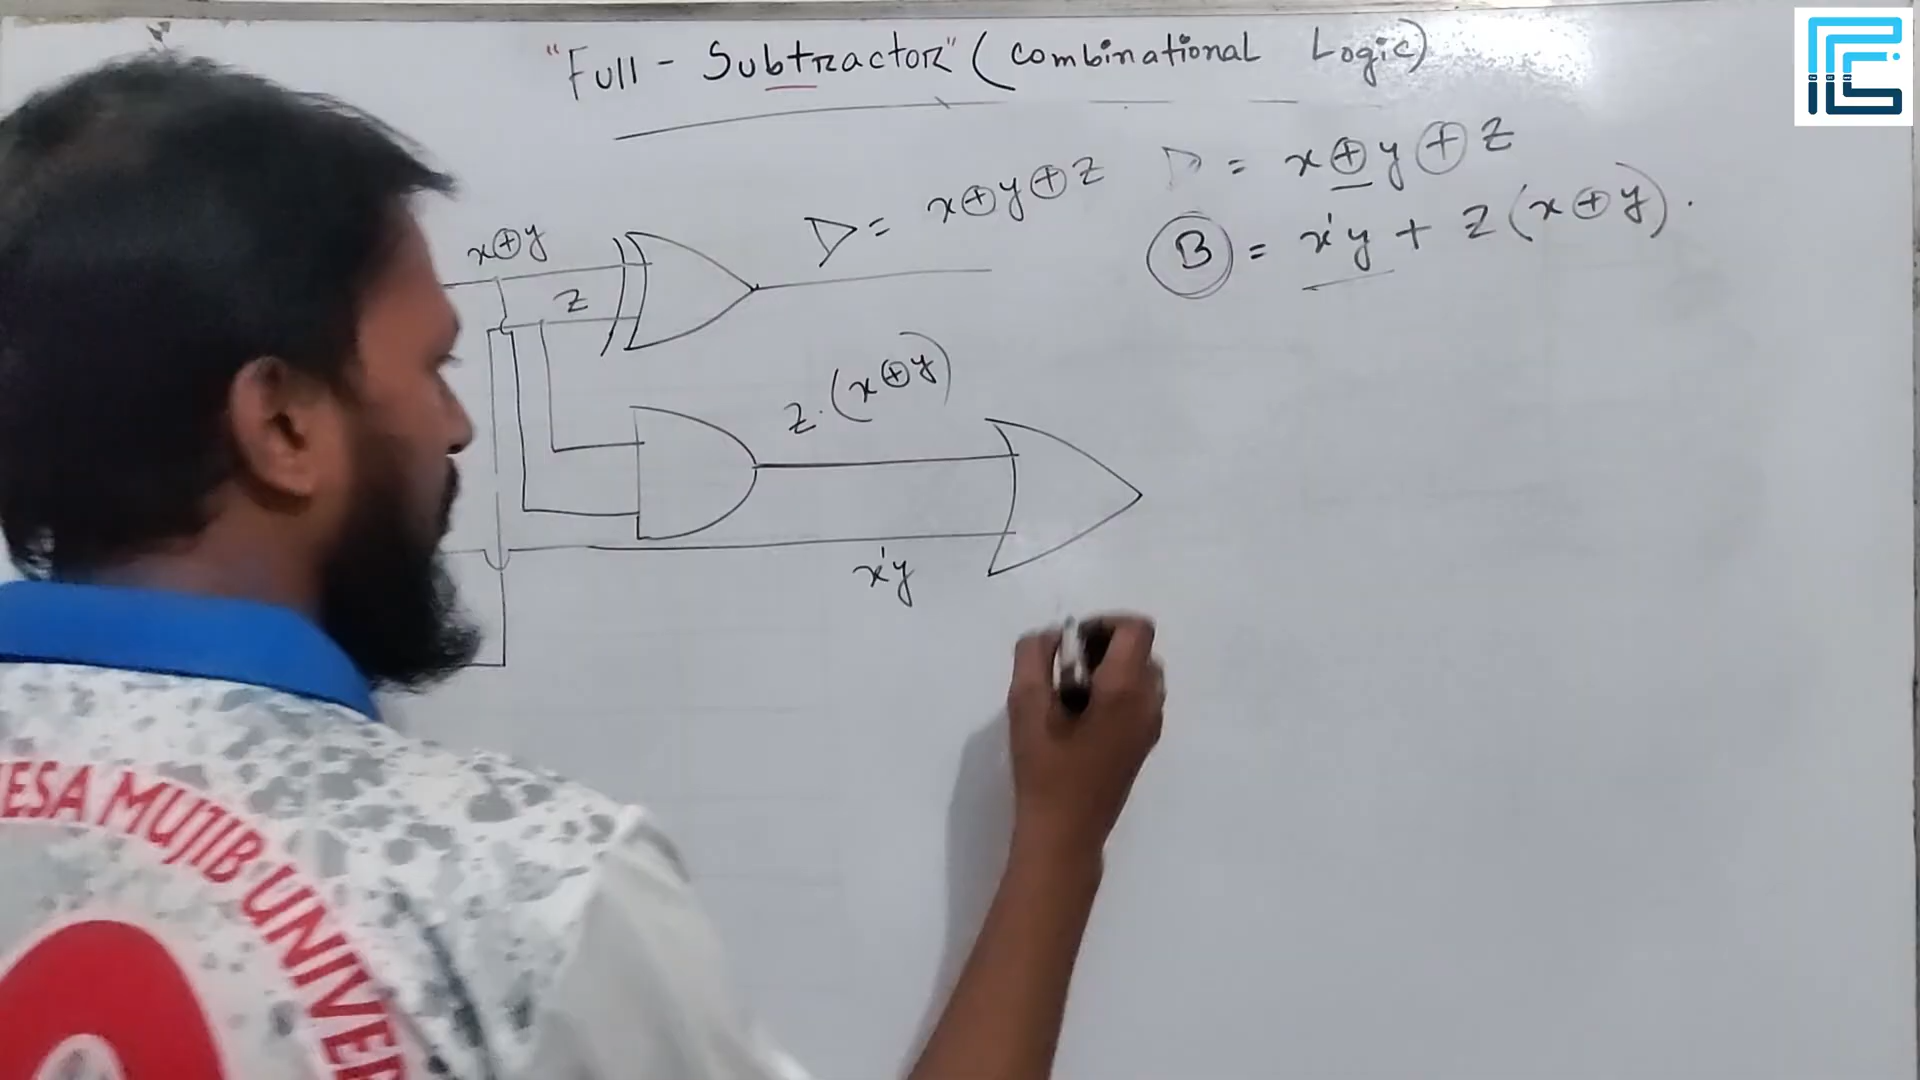 "Full - Subtractor" (combinational Logic)
D = x⊕y⊕z
B = x'y + z(x⊕y).
x⊕y
D = x⊕y⊕z
z
z.(x⊕y)
x'y
ESA MUJIB UNIVER